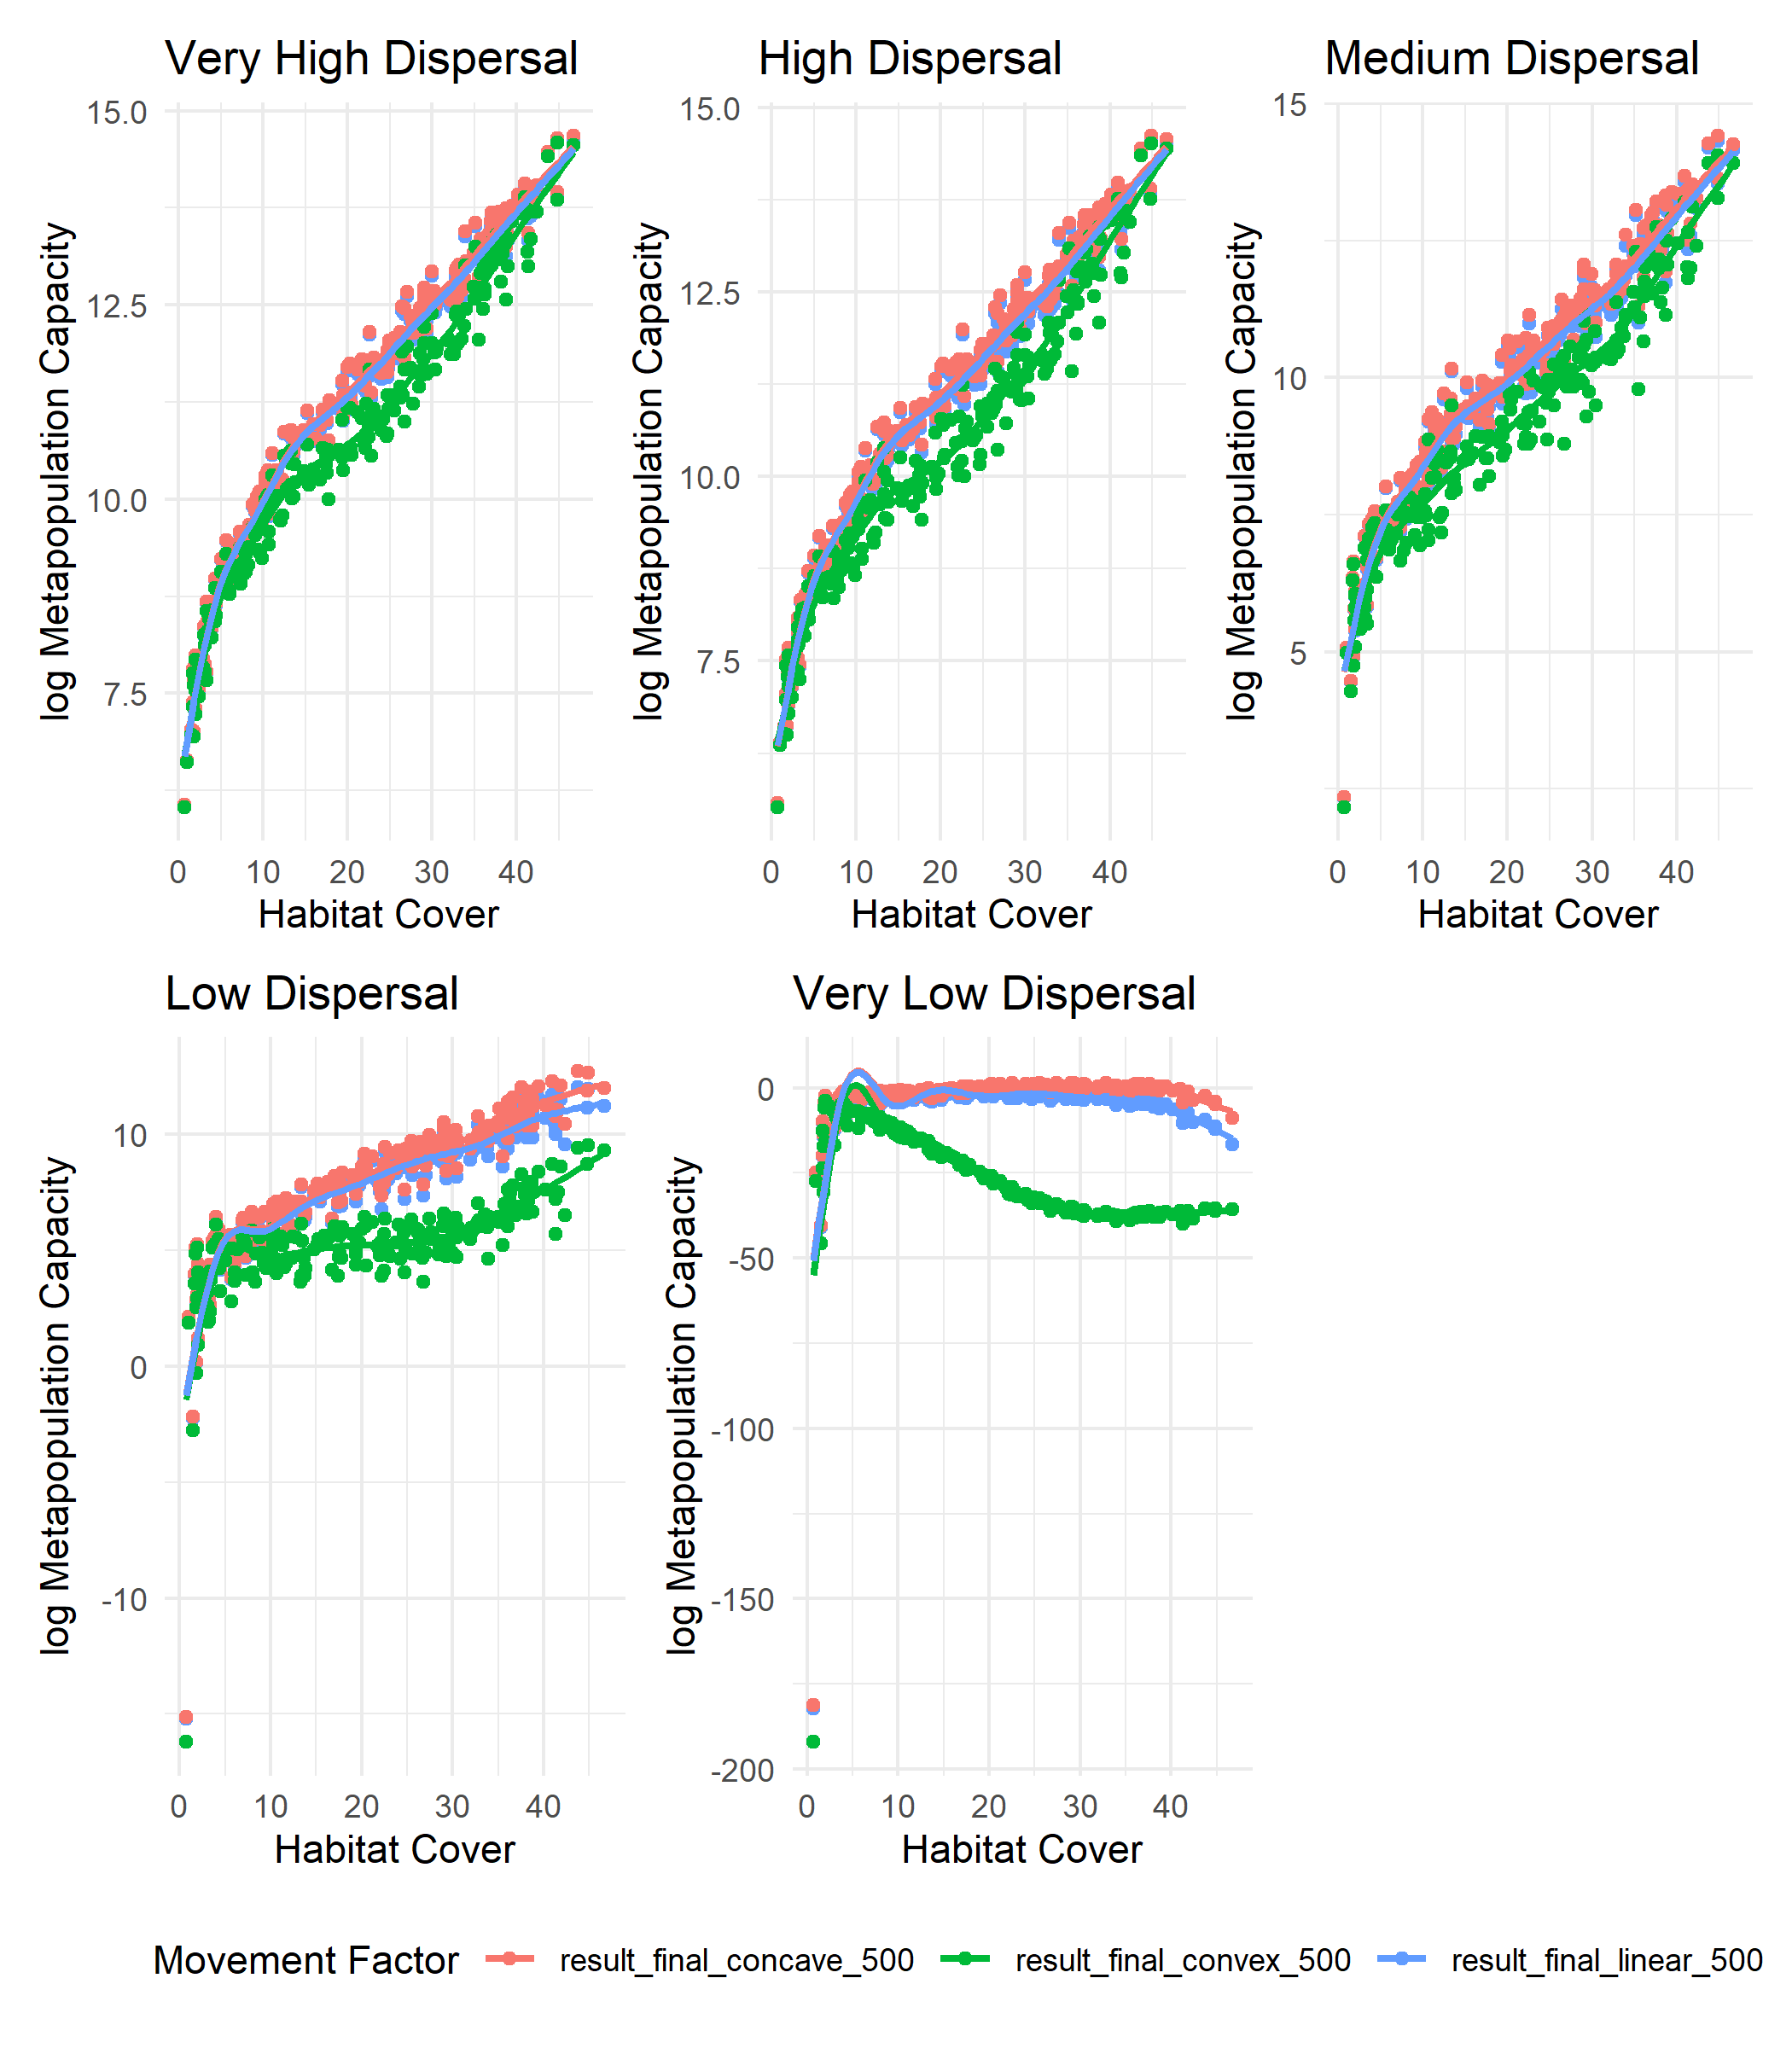 Very High Dispersal
log Metapopulation Capacity
15.0
12.5
10.0
7.5
0 10 20 30 40
Habitat Cover
High Dispersal
log Metapopulation Capacity
15.0
12.5
10.0
7.5
0 10 20 30 40
Habitat Cover
Medium Dispersal
log Metapopulation Capacity
15
10
5
0 10 20 30 40
Habitat Cover
Low Dispersal
log Metapopulation Capacity
10
0
-10
0 10 20 30 40
Habitat Cover
Very Low Dispersal
log Metapopulation Capacity
0
-50
-100
-150
-200
0 10 20 30 40
Habitat Cover
Movement Factor result_final_concave_500 result_final_convex_500 result_final_linear_500